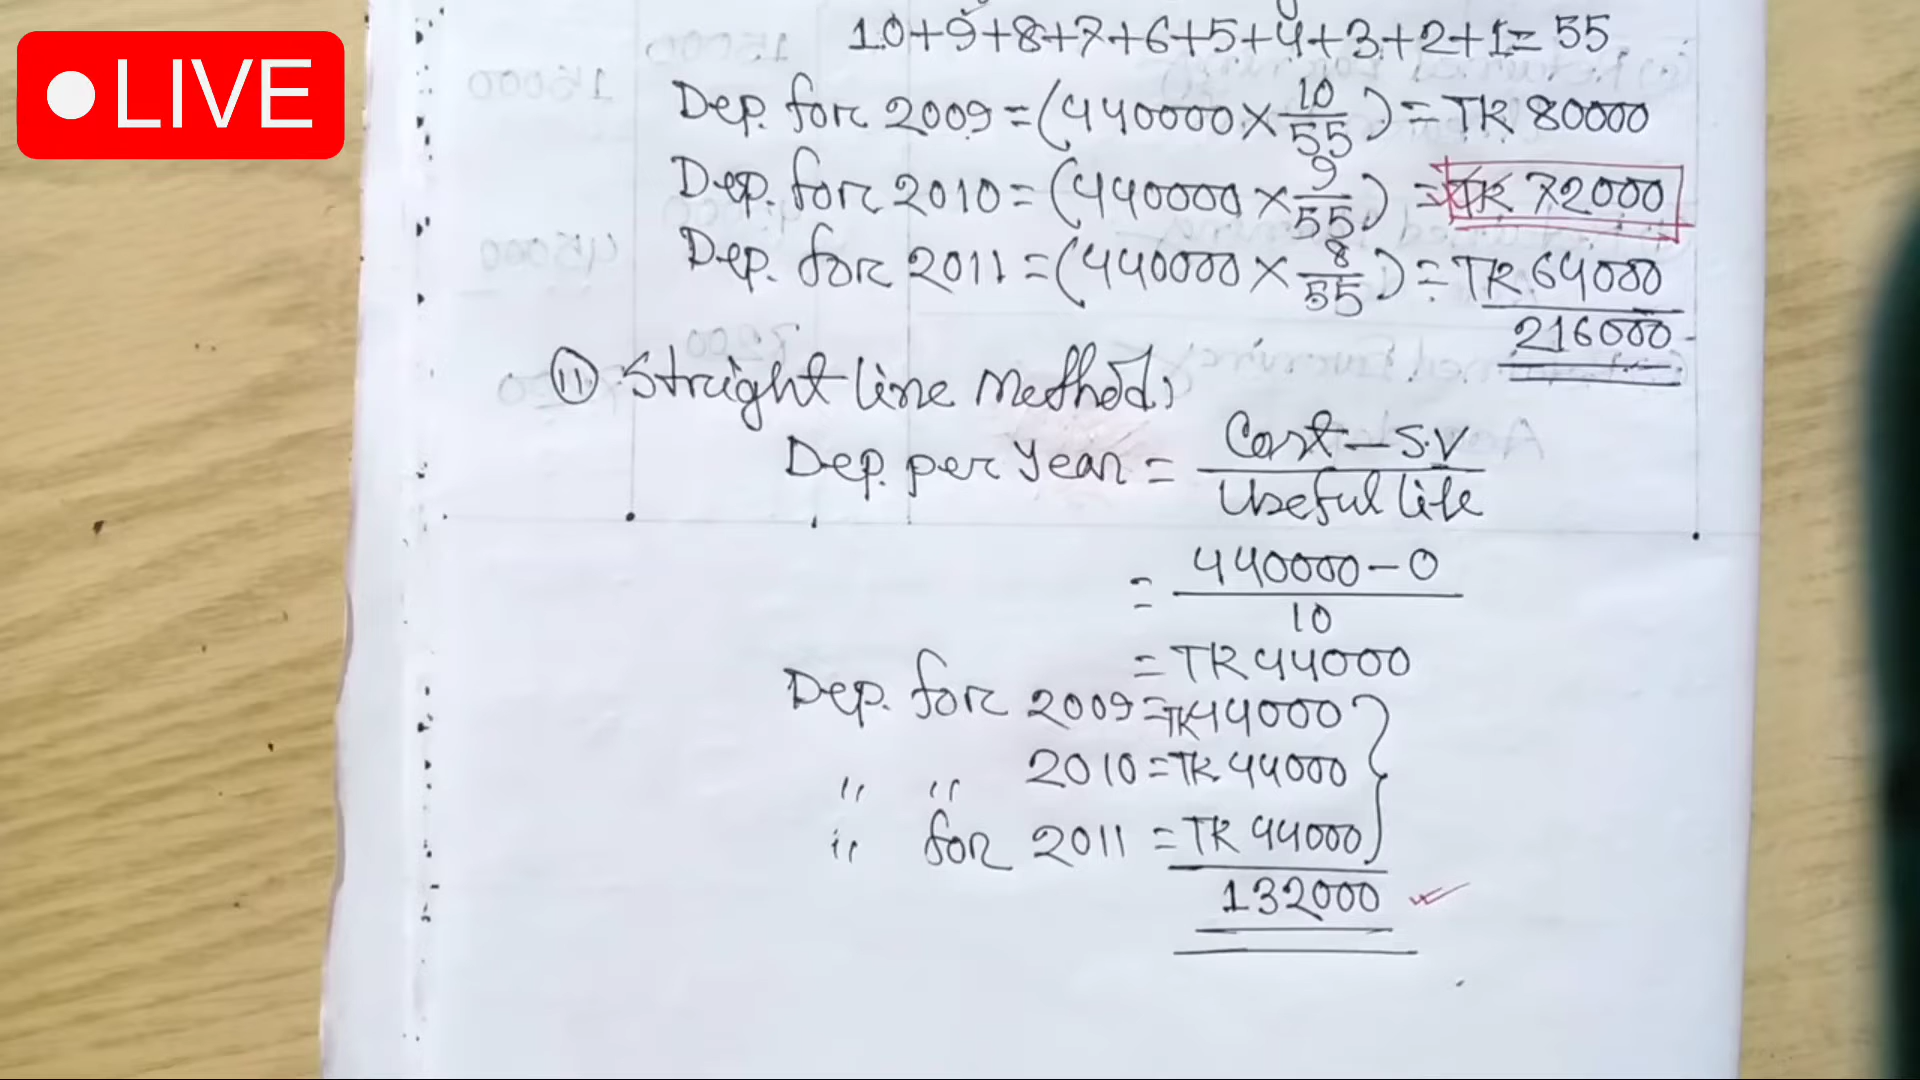 LIVE
10+9+8+7+6+5+4+3+2+1=55
Dep. for 2009=(440000×10/55)=TK 80000
Dep. for 2010=(440000×9/55)=TK 72000
Dep. for 2011=(440000×8/55)=TK 64000
216000
(ii) Stright line Method:
Dep. per Year = Cost-S.V / Useful life
= 440000-0 / 10
= TK 44000
Dep. for 2009=TK 44000
" " 2010=TK 44000
" for 2011 =TK 44000
132000